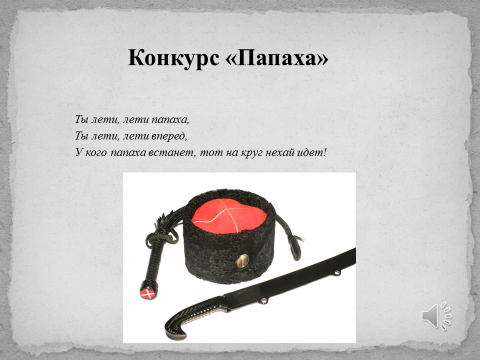 Конкурс «Папаха»
Ты лети, лети папаха,
Ты лети, лети вперед,
У кого папаха встанет, тот на круг нехай идет!